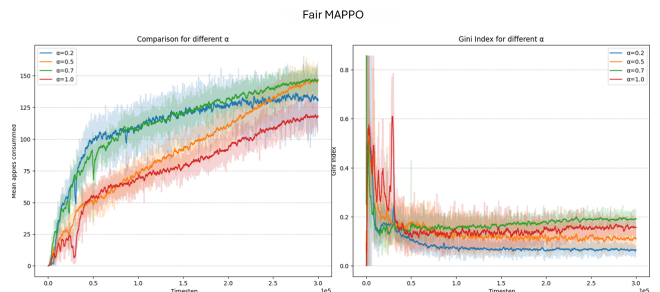 Fair MAPPO
Comparison for different α
α=0.2
α=0.5
α=0.7
α=1.0
Mean apples consumed
150
125
100
75
50
25
0
0.0 0.5 1.0 1.5 2.0 2.5 3.0
Timesteps
1e5
Gini Index for different α
α=0.2
α=0.5
α=0.7
α=1.0
Gini Index
0.8
0.6
0.4
0.2
0.0
0.0 0.5 1.0 1.5 2.0 2.5 3.0
Timesteps
1e5